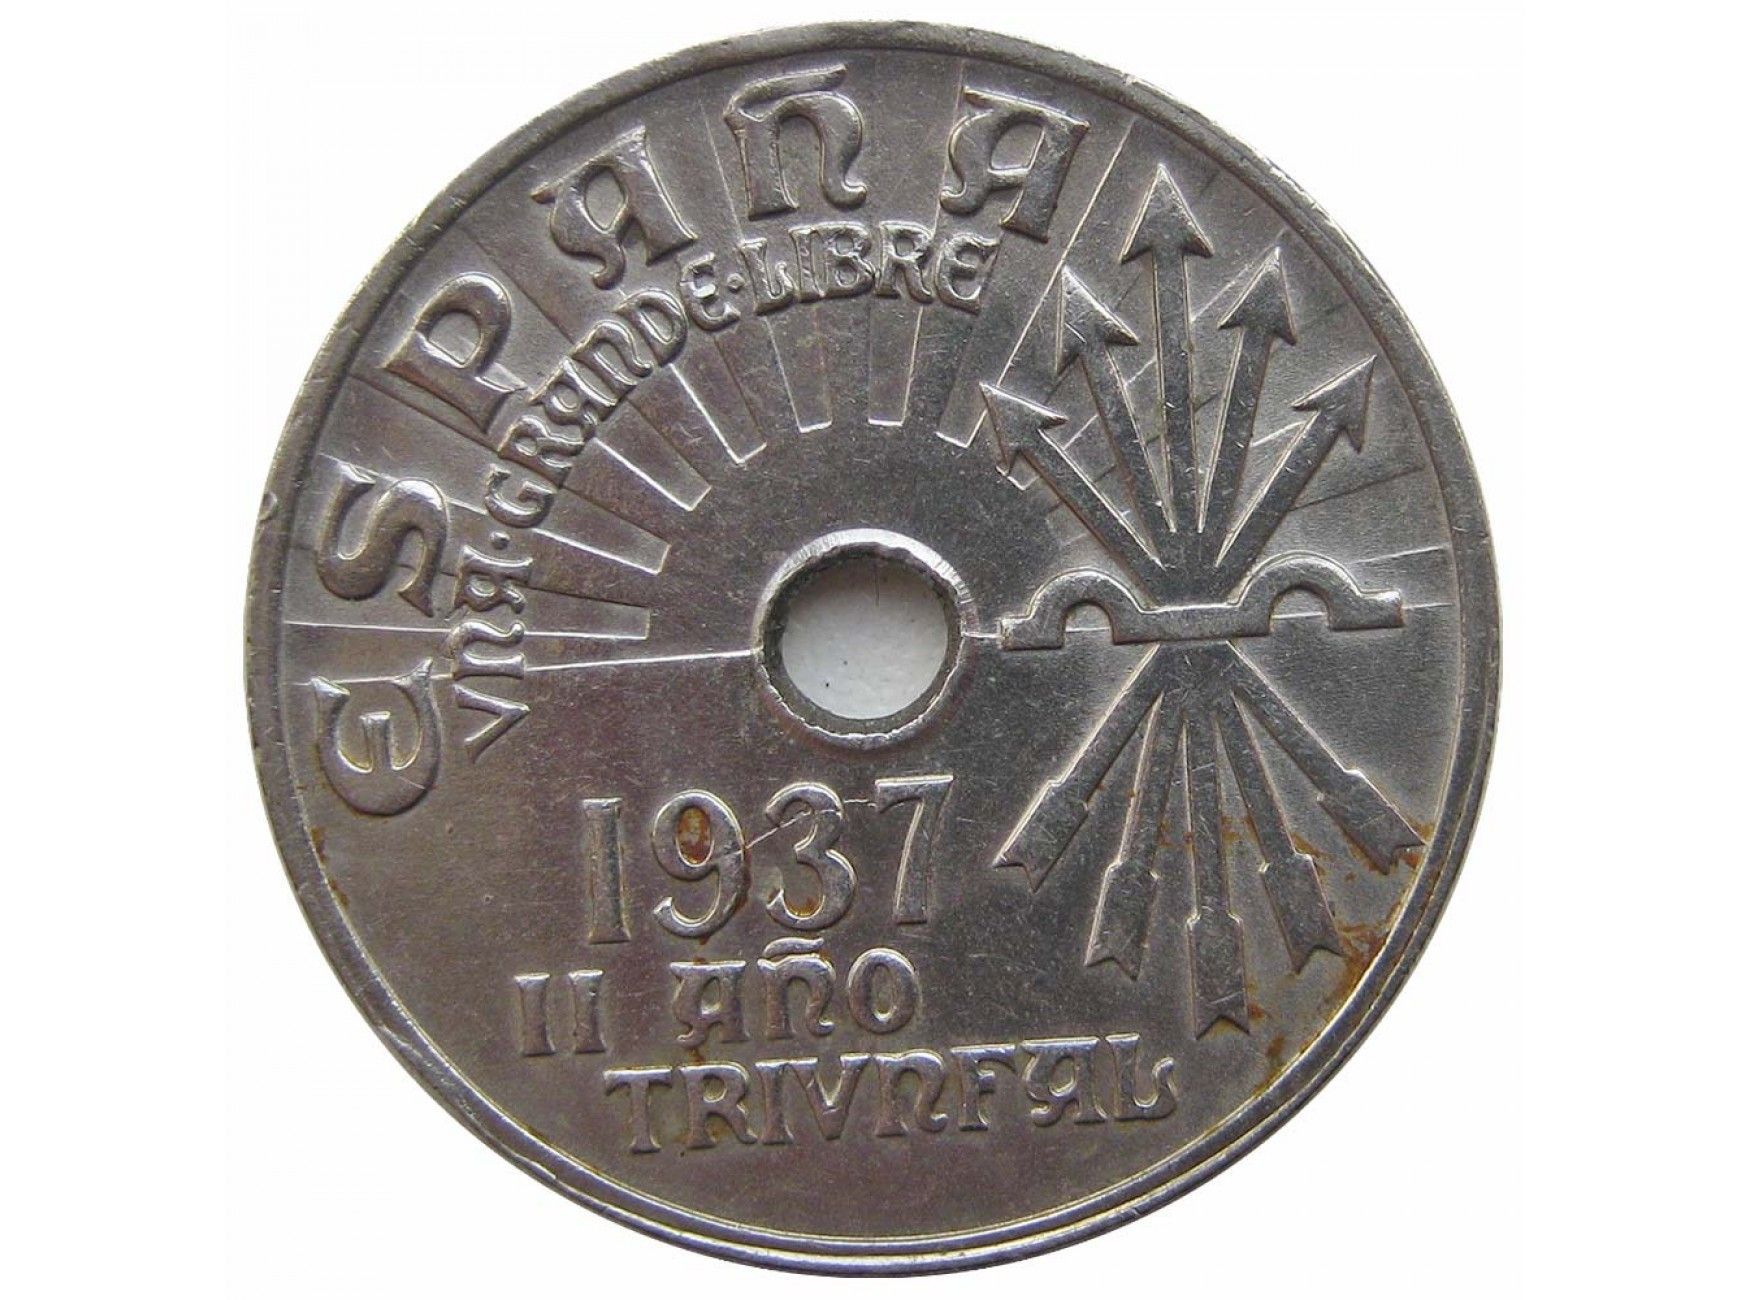 ESPAÑA
VNA·GRANDE·LIBRE
1937
II AÑO
TRIVNFAL